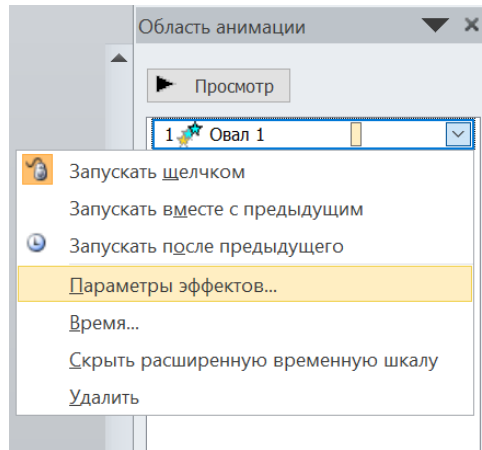 Область анимации
Просмотр
1 Овал 1
Запускать щелчком
Запускать вместе с предыдущим
Запускать после предыдущего
Параметры эффектов...
Время...
Скрыть расширенную временную шкалу
Удалить